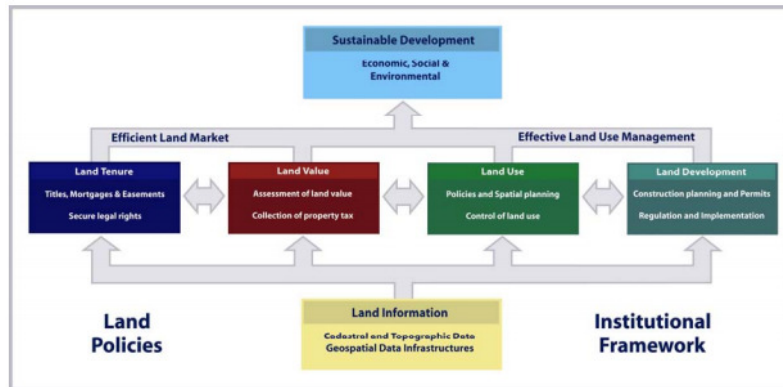 Sustainable Development
Economic, Social &
Environmental
Efficient Land Market
Effective Land Use Management
Land Tenure
Titles, Mortgages & Easements
Secure legal rights
Land Value
Assessment of land value
Collection of property tax
Land Use
Policies and Spatial planning
Control of land use
Land Development
Construction planning and Permits
Regulation and Implementation
Land Information
Cadastral and Topographic Data
Geospatial Data Infrastructures
Land
Policies
Institutional
Framework